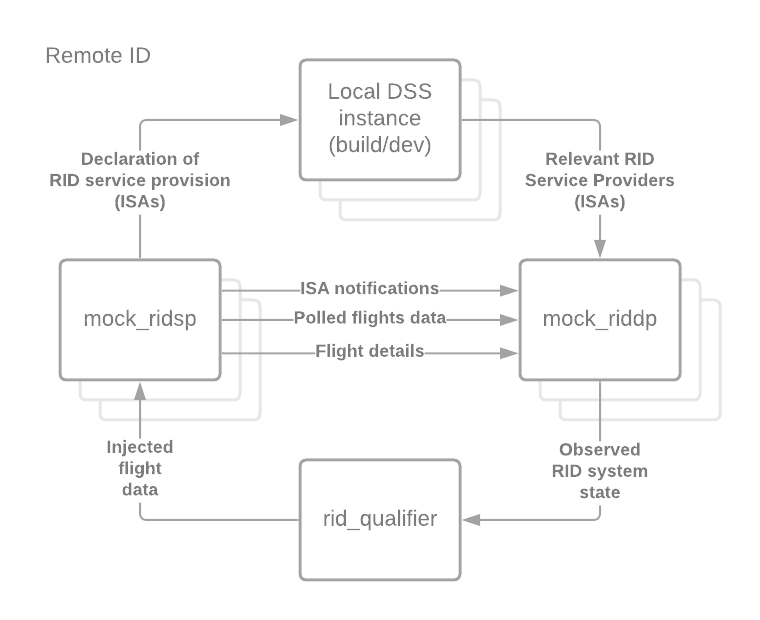 Remote ID
Local DSS
instance
(build/dev)
Declaration of
RID service provision
(ISAs)
Relevant RID
Service Providers
(ISAs)
mock_ridsp
ISA notifications
Polled flights data
Flight details
mock_riddp
Injected
flight
data
Observed
RID system
state
rid_qualifier